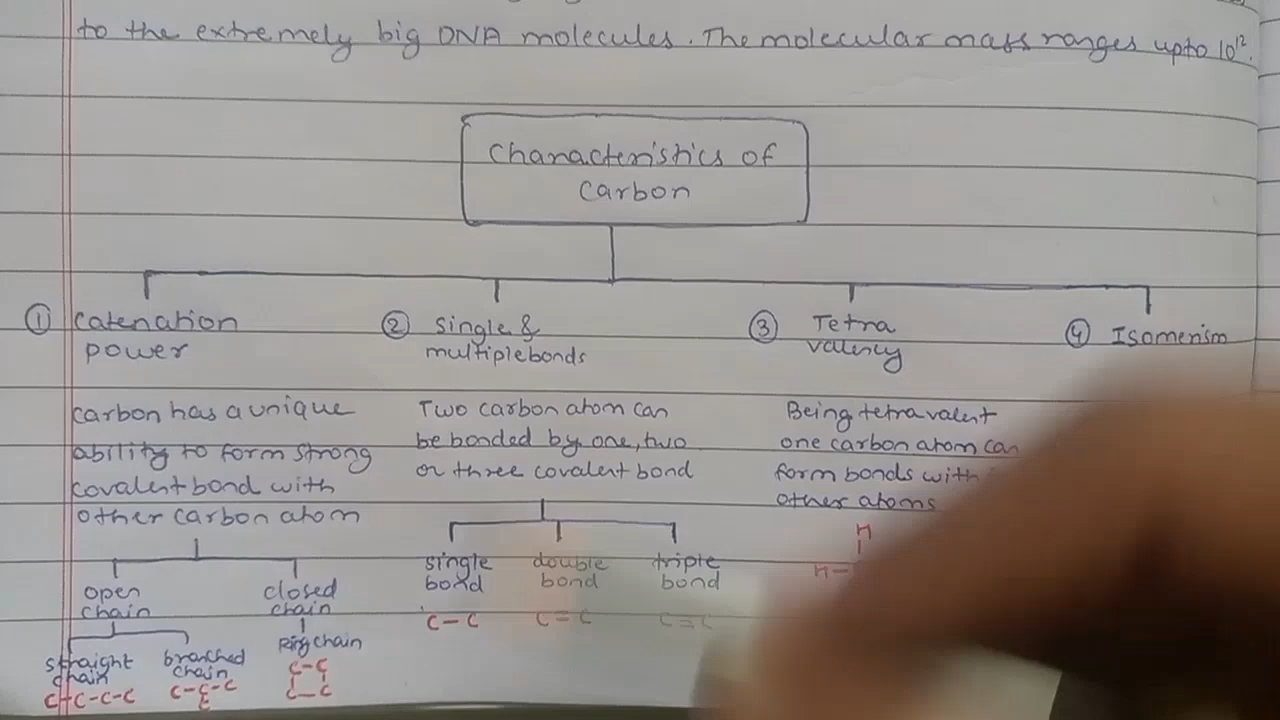 to the extremely big DNA molecules. The molecular mass ranges upto 10¹².
Characteristics of
Carbon
① Catenation
power
Carbon has a unique
ability to form strong
covalent bond with
other carbon atom
open
chain
closed
chain
straight
chain
C-C-C-C
branched
chain
C-C-C
C
Ring chain
C-C
C-C
② Single &
multiple bonds
Two carbon atom can
be bonded by one, two
or three covalent bond
single
bond
C-C
double
bond
C=C
triple
bond
C≡C
③ Tetra
valency
Being tetravalent
one carbon atom can
form bonds with
other atoms
H
H-
④ Isomerism